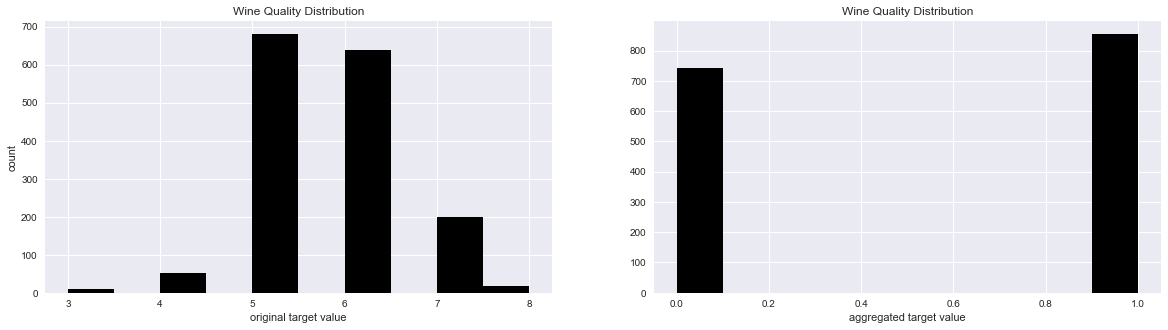 Wine Quality Distribution
700
600
500
400
300
200
100
0
count
3 4 5 6 7 8
original target value
Wine Quality Distribution
800
700
600
500
400
300
200
100
0
0.0 0.2 0.4 0.6 0.8 1.0
aggregated target value